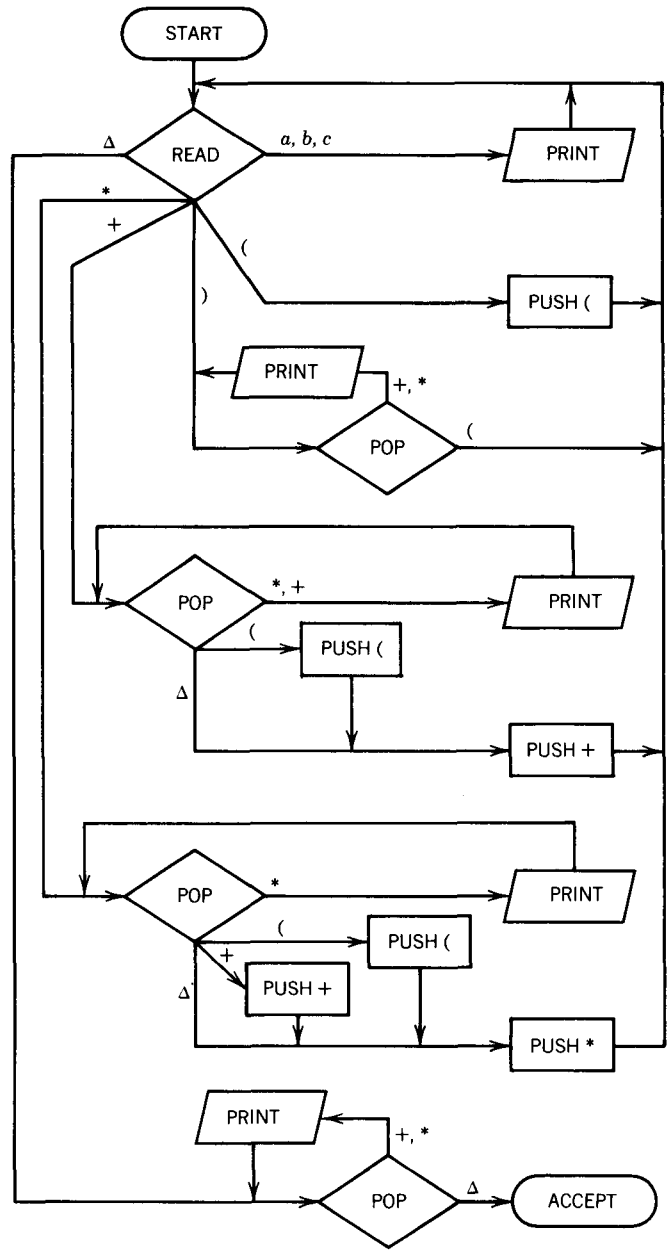 START
Δ
READ
a, b, c
PRINT
*
+
(
)
PUSH (
PRINT
+, *
POP
(
POP
*, +
PRINT
(
PUSH (
Δ
PUSH +
POP
*
PRINT
(
PUSH (
+
PUSH +
Δ
PUSH *
PRINT
+, *
POP
Δ
ACCEPT